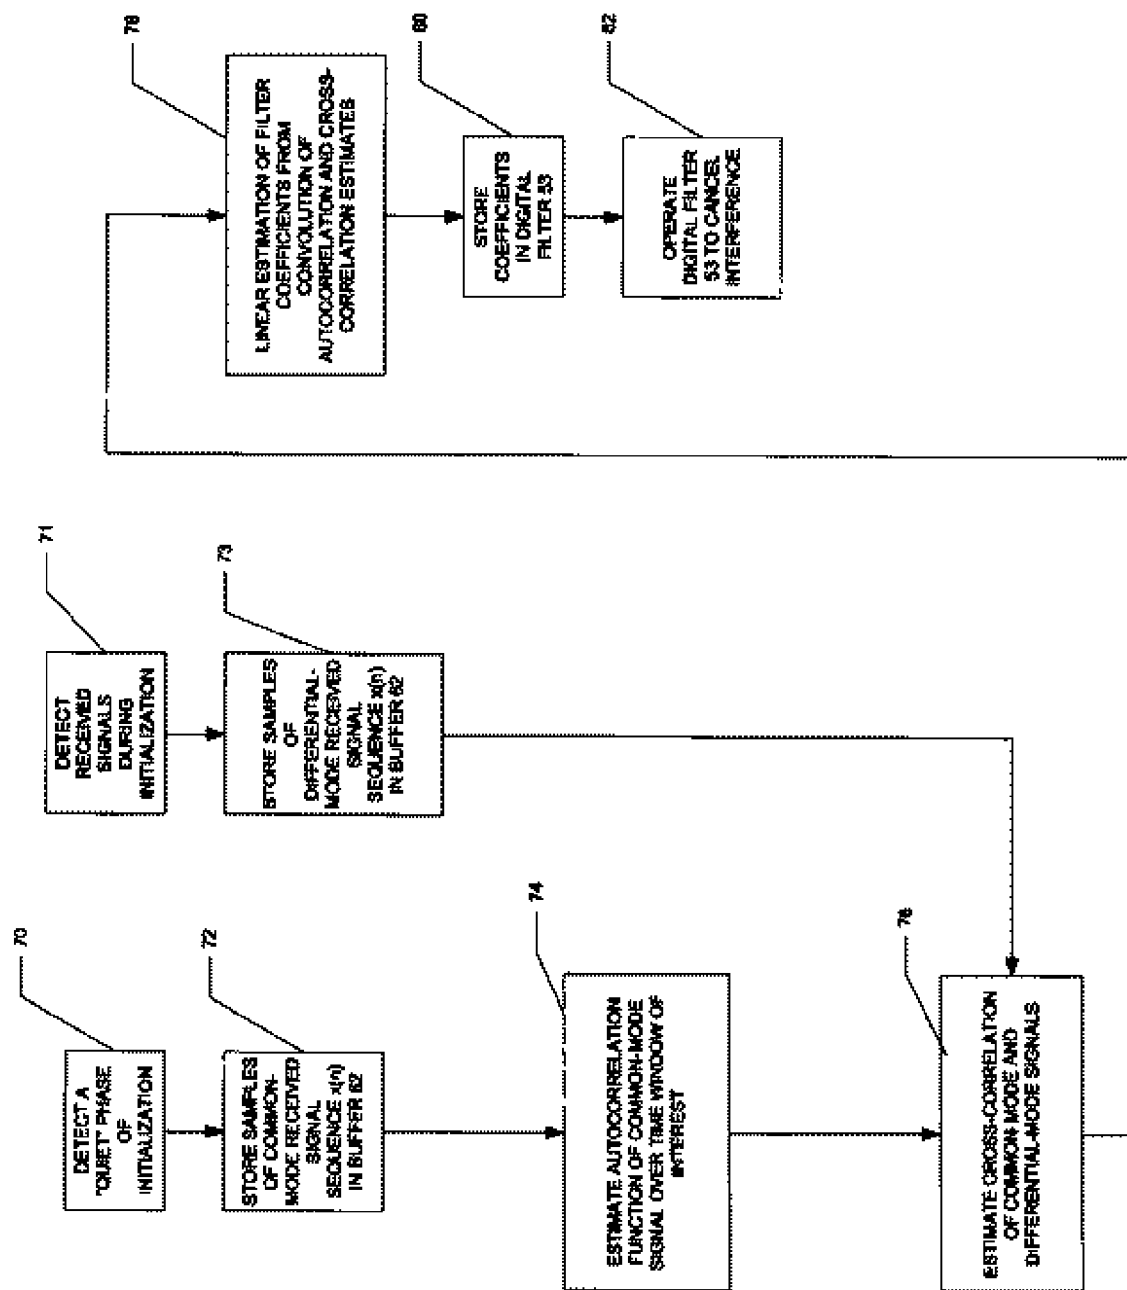 70
DETECT A
"QUIET" PHASE
OF
INITIALIZATION
72
STORE SAMPLES
OF COMMON-
MODE RECEIVED
SIGNAL
SEQUENCE x(n)
IN BUFFER 62
74
ESTIMATE AUTOCORRELATION
FUNCTION OF COMMON-MODE
SIGNAL OVER TIME WINDOW OF
INTEREST
76
ESTIMATE CROSS-CORRELATION
OF COMMON MODE AND
DIFFERENTIAL-MODE SIGNALS
71
DETECT
RECEIVED
SIGNALS
DURING
INITIALIZATION
73
STORE SAMPLES
OF
DIFFERENTIAL-
MODE RECEIVED
SIGNAL
SEQUENCE x(n)
IN BUFFER 62
78
LINEAR ESTIMATION OF FILTER
COEFFICIENTS FROM
CONVOLUTION OF
AUTOCORRELATION AND CROSS-
CORRELATION ESTIMATES
80
STORE
COEFFICIENTS
IN DIGITAL
FILTER 53
82
OPERATE
DIGITAL FILTER
53 TO CANCEL
INTERFERENCE